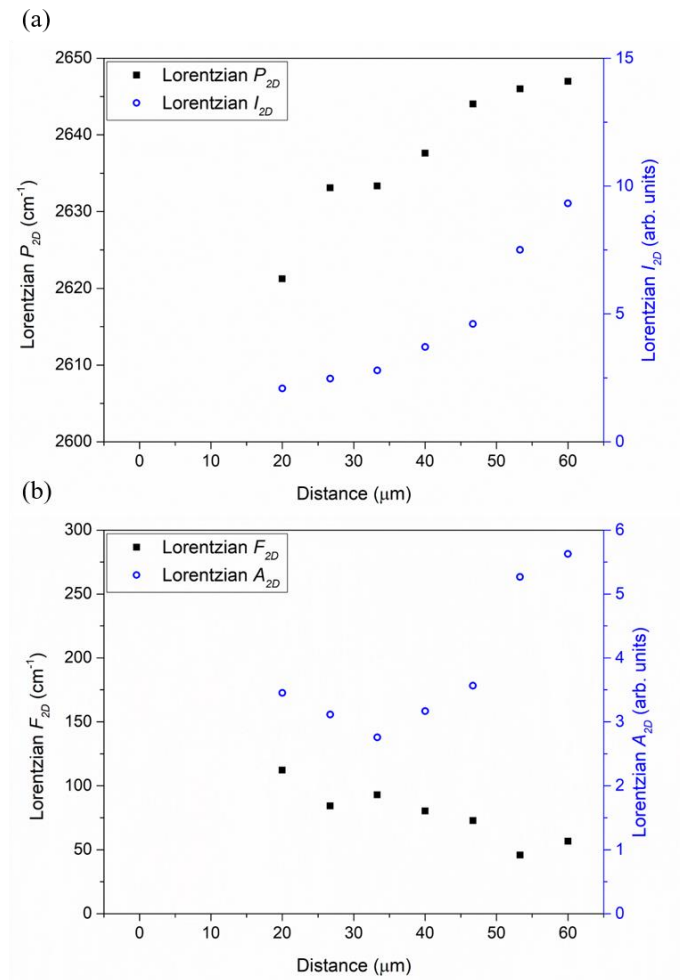 (a)
Lorentzian P2D
Lorentzian I2D
2650
2640
2630
2620
2610
2600
Lorentzian P2D (cm-1)
15
10
5
0
Lorentzian I2D (arb. units)
0 10 20 30 40 50 60
Distance (μm)
(b)
Lorentzian F2D
Lorentzian A2D
300
250
200
150
100
50
0
Lorentzian F2D (cm-1)
6
5
4
3
2
1
0
Lorentzian A2D (arb. units)
0 10 20 30 40 50 60
Distance (μm)